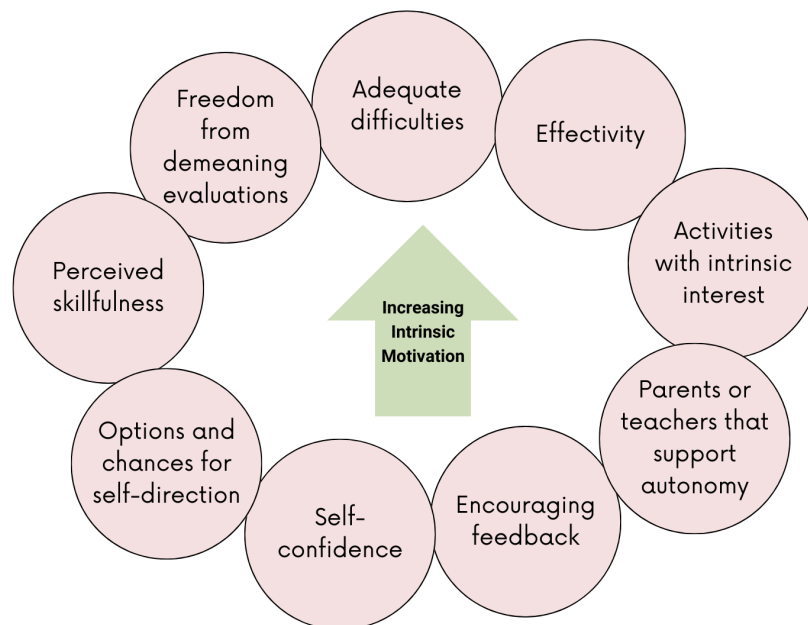 Adequate
difficulties
Effectivity
Activities
with intrinsic
interest
Parents or
teachers that
support
autonomy
Encouraging
feedback
Self-
confidence
Options and
chances for
self-direction
Perceived
skillfulness
Freedom
from
demeaning
evaluations
Increasing
Intrinsic
Motivation